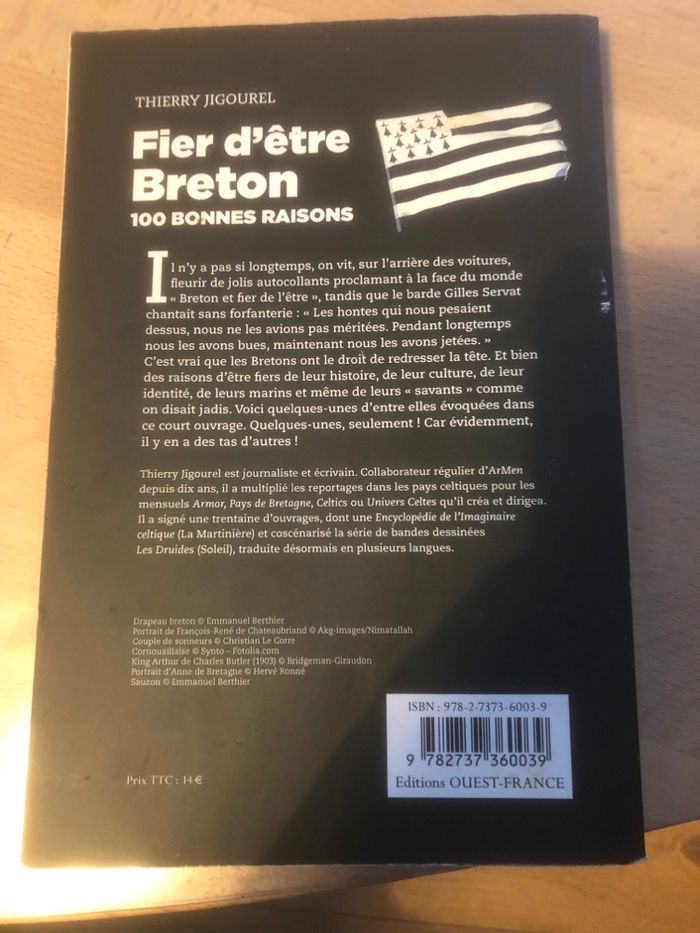 THIERRY JIGOUREL
Fier d'être
Breton
100 BONNES RAISONS
Il n'y a pas si longtemps, on vit, sur l'arrière des voitures,
fleurir de jolis autocollants proclamant à la face du monde
« Breton et fier de l'être », tandis que le barde Gilles Servat
chantait sans forfanterie : « Les hontes qui nous pesaient
dessus, nous ne les avions pas méritées. Pendant longtemps
nous les avons bues, maintenant nous les avons jetées. »
C'est vrai que les Bretons ont le droit de redresser la tête. Et bien
des raisons d'être fiers de leur histoire, de leur culture, de leur
identité, de leurs marins et même de leurs « savants » comme
on disait jadis. Voici quelques-unes d'entre elles évoquées dans
ce court ouvrage. Quelques-unes, seulement ! Car évidemment,
il y en a des tas d'autres !
Thierry Jigourel est journaliste et écrivain. Collaborateur régulier d'ArMen
depuis dix ans, il a multiplié les reportages dans les pays celtiques pour les
mensuels Armor, Pays de Bretagne, Celtics ou Univers Celtes qu'il créa et dirigea.
Il a signé une trentaine d'ouvrages, dont une Encyclopédie de l'Imaginaire
celtique (La Martinière) et coscénarisé la série de bandes dessinées
Les Druides (Soleil), traduite désormais en plusieurs langues.
Drapeau breton © Emmanuel Berthier
Portrait de François-René de Chateaubriand © Akg-images/Nimatallah
Couple de sonneurs © Christian Le Corre
Cornouaillaise © Synto – Fotolia.com
King Arthur de Charles Butler (1903) © Bridgeman-Giraudon
Portrait d'Anne de Bretagne © Hervé Ronné
Sauzon © Emmanuel Berthier
Prix TTC : 14 €
ISBN : 978-2-7373-6003-9
9 782737 360039
Editions OUEST-FRANCE